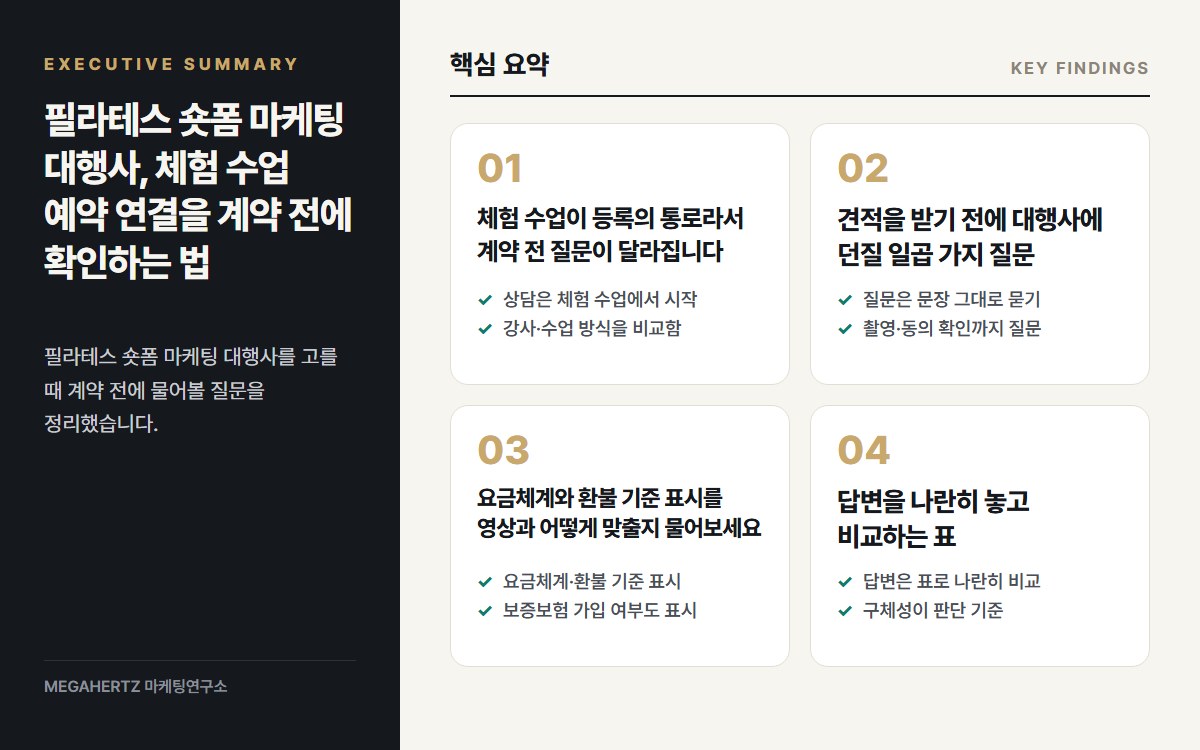 EXECUTIVE SUMMARY
필라테스 숏폼 마케팅
대행사, 체험 수업
예약 연결을 계약 전에
확인하는 법
필라테스 숏폼 마케팅 대행사를 고를
때 계약 전에 물어볼 질문을
정리했습니다.
MEGAHERTZ 마케팅연구소
핵심 요약
KEY FINDINGS
01
체험 수업이 등록의 통로라서
계약 전 질문이 달라집니다
상담은 체험 수업에서 시작
강사·수업 방식을 비교함
02
견적을 받기 전에 대행사에
던질 일곱 가지 질문
질문은 문장 그대로 묻기
촬영·동의 확인까지 질문
03
요금체계와 환불 기준 표시를
영상과 어떻게 맞출지 물어보세요
요금체계·환불 기준 표시
보증보험 가입 여부도 표시
04
답변을 나란히 놓고
비교하는 표
답변은 표로 나란히 비교
구체성이 판단 기준